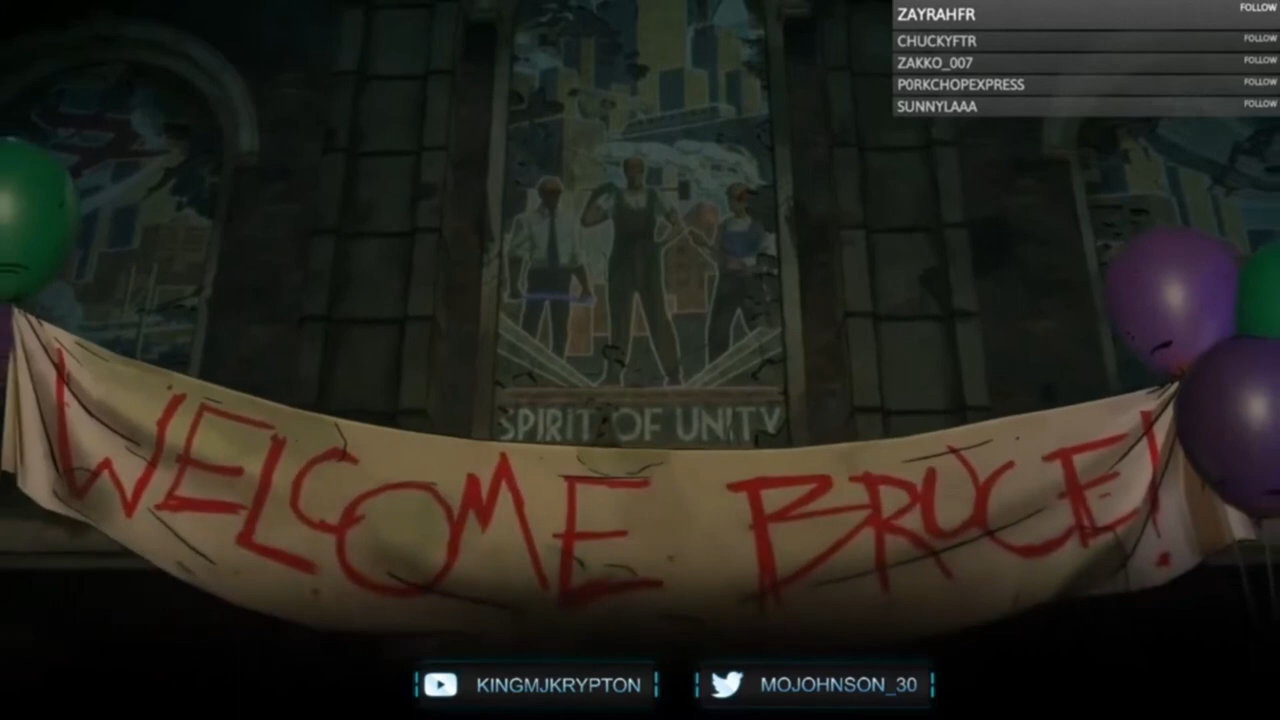 ZAYRAHFR FOLLOW
CHUCKYFTR FOLLOW
ZAKKO_007 FOLLOW
P0RKCHOPEXPRESS FOLLOW
SUNNYLAAA FOLLOW
SPIRIT OF UNITY
WELCOME BRUCE!
KINGMJKRYPTON MOJOHNSON_30